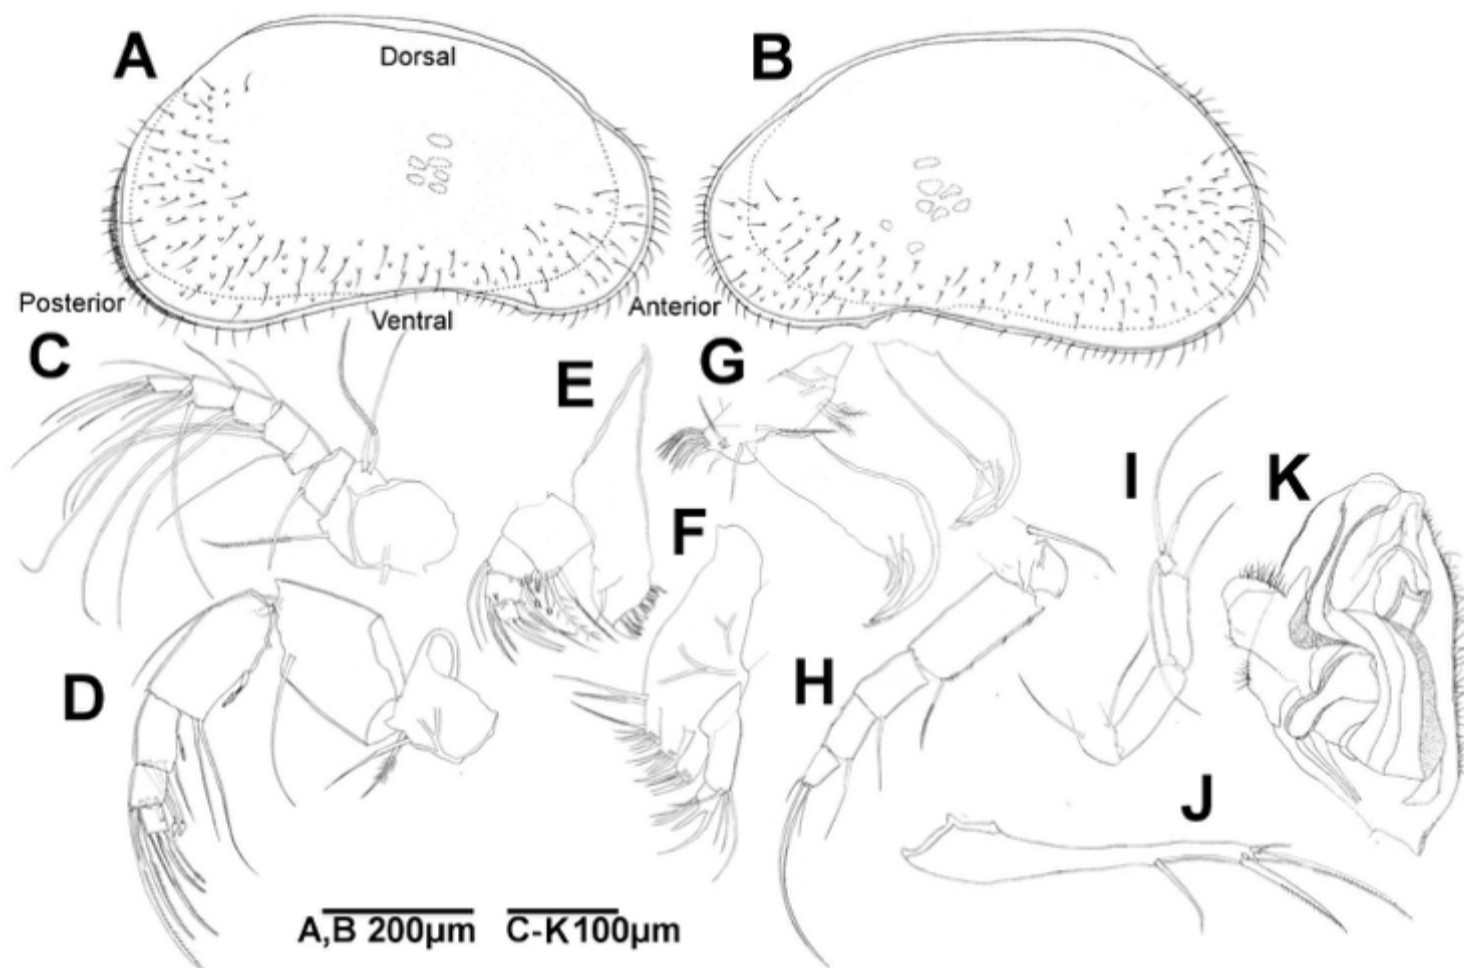 A
Dorsal
B
Posterior
Ventral
Anterior
C
E
G
I
K
F
D
H
J
A,B 200μm
C-K100μm